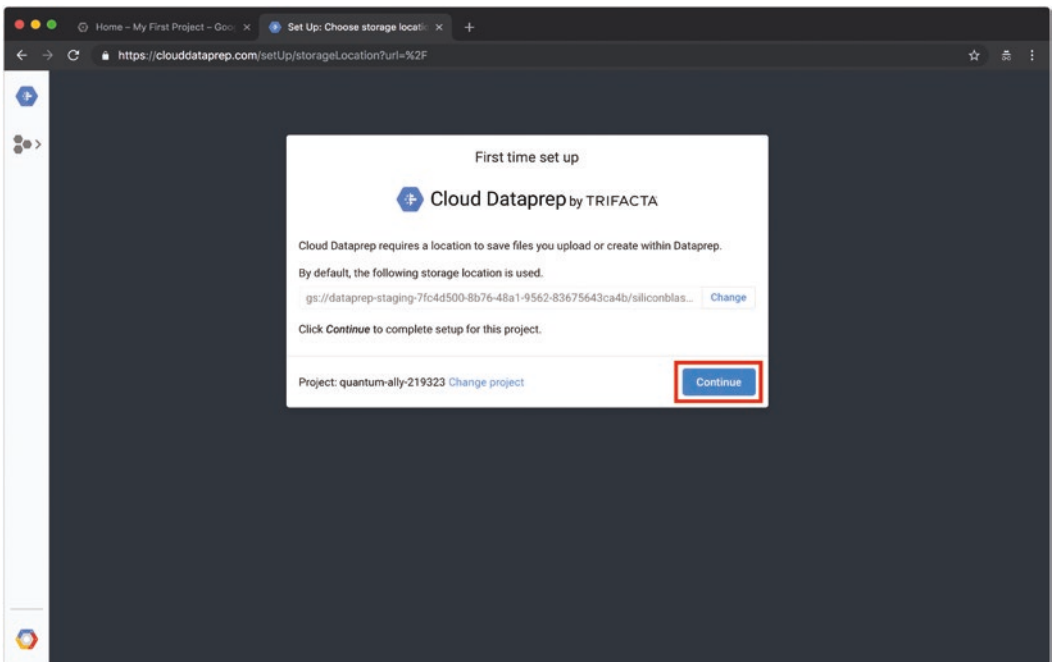 Home – My First Project – Goo
Set Up: Choose storage locatio
https://clouddataprep.com/setUp/storageLocation?url=%2F
First time set up
Cloud Dataprep by TRIFACTA
Cloud Dataprep requires a location to save files you upload or create within Dataprep.
By default, the following storage location is used.
gs://dataprep-staging-7fc4d500-8b76-48a1-9562-83675643ca4b/siliconblas... Change
Click Continue to complete setup for this project.
Project: quantum-ally-219323 Change project Continue